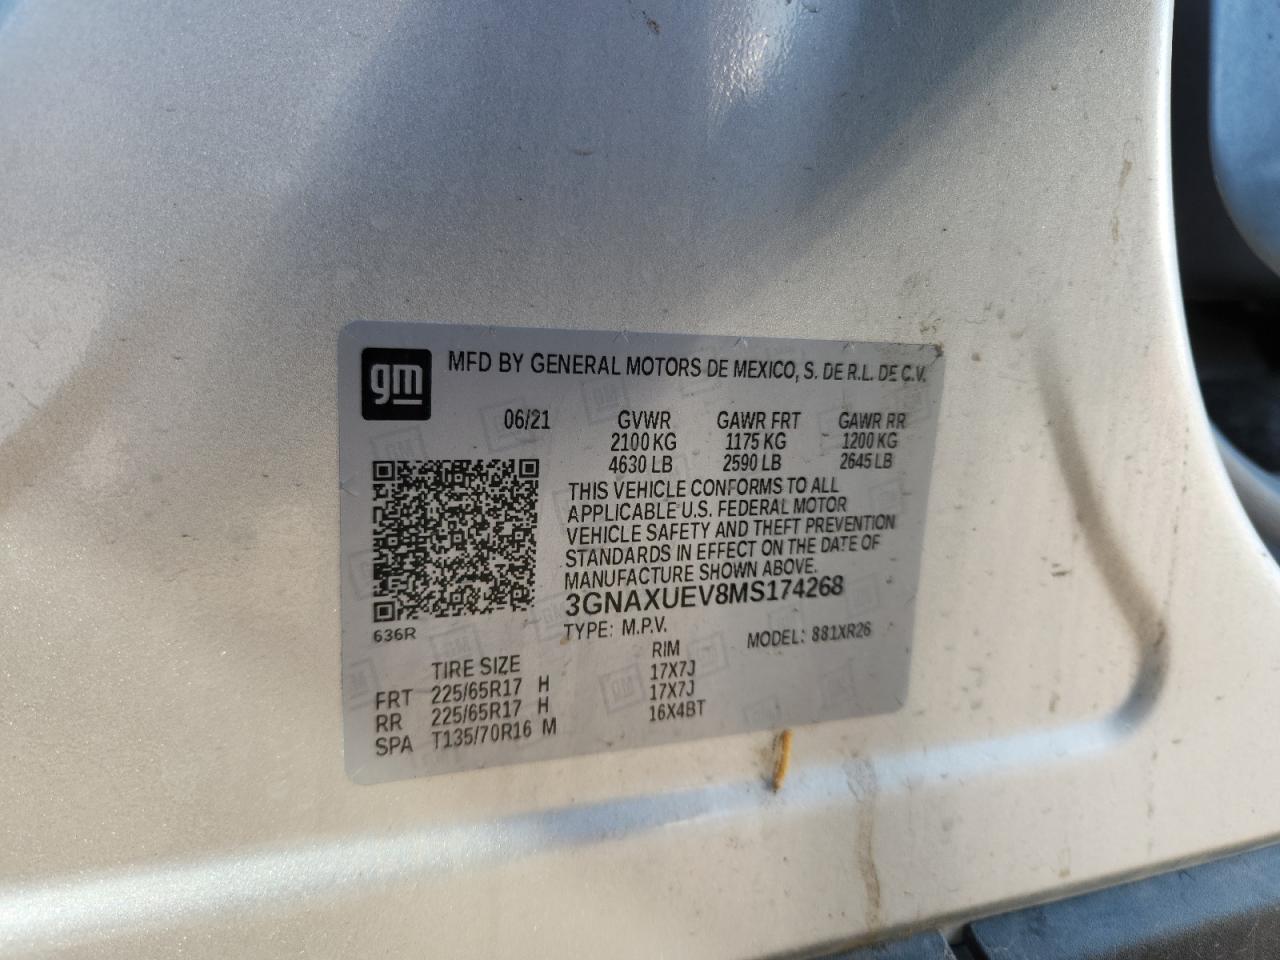 gm
MFD BY GENERAL MOTORS DE MEXICO, S. DE R.L. DE C.V.
06/21 GVWR GAWR FRT GAWR RR
2100 KG 1175 KG 1200 KG
4630 LB 2590 LB 2645 LB
THIS VEHICLE CONFORMS TO ALL
APPLICABLE U.S. FEDERAL MOTOR
VEHICLE SAFETY AND THEFT PREVENTION
STANDARDS IN EFFECT ON THE DATE OF
MANUFACTURE SHOWN ABOVE.
3GNAXUEV8MS174268
636R
TYPE: M.P.V. MODEL: 881XR26
TIRE SIZE RIM
FRT 225/65R17 H 17X7J
RR 225/65R17 H 17X7J
SPA T135/70R16 M 16X4BT